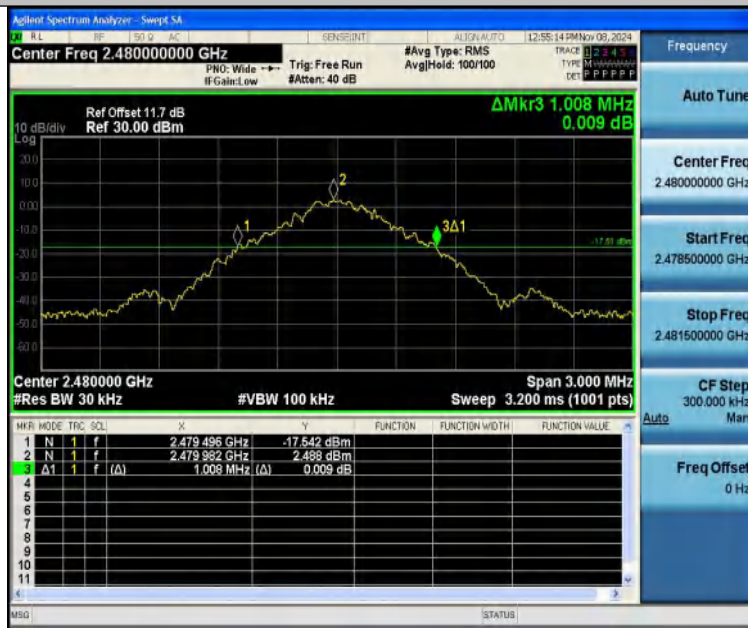 Agilent Spectrum Analyzer - Swept SA
RL RF 50 Ω AC SENSE:INT ALIGN AUTO 12:55:14 PM Nov 08, 2024
Center Freq 2.480000000 GHz
PNO: Wide Trig: Free Run #Avg Type: RMS TRACE 1 2 3 4 5 6
IFGain:Low #Atten: 40 dB Avg|Hold: 100/100 TYPE M
DET P P P P P P
Ref Offset 11.7 dB ΔMkr3 1.008 MHz
10 dB/div Ref 30.00 dBm 0.009 dB
Log
20.0
10.0
2
0.00
1 3Δ1
-10.0
-17.51 dBm
-20.0
-30.0
-40.0
-50.0
-60.0
Center 2.480000 GHz Span 3.000 MHz
#Res BW 30 kHz #VBW 100 kHz Sweep 3.200 ms (1001 pts)
MKR MODE TRC SCL X Y FUNCTION FUNCTION WIDTH FUNCTION VALUE
1 N 1 f 2.479 496 GHz -17.542 dBm
2 N 1 f 2.479 982 GHz 2.488 dBm
3 Δ1 1 f (Δ) 1.008 MHz (Δ) 0.009 dB
4
5
6
7
8
9
10
11
MSG STATUS
Frequency
Auto Tune
Center Freq
2.480000000 GHz
Start Freq
2.478500000 GHz
Stop Freq
2.481500000 GHz
CF Step
300.000 kHz
Auto Man
Freq Offset
0 Hz